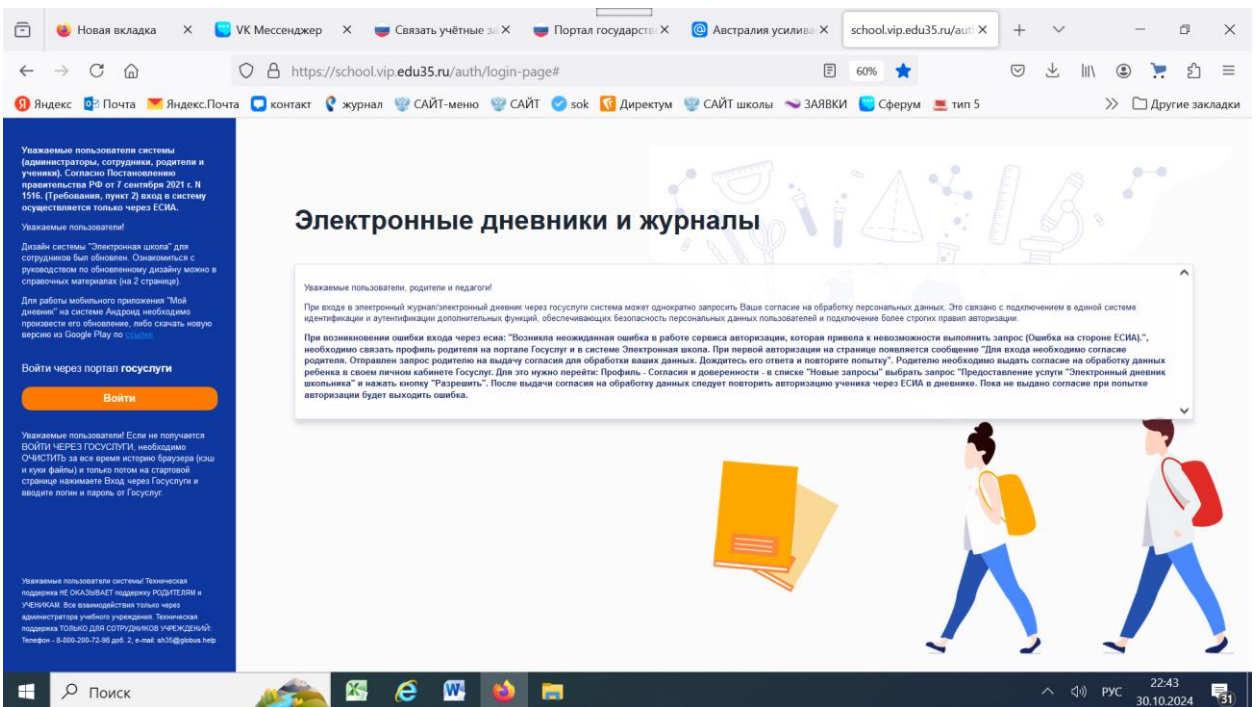 Новая вкладка
VK Мессенджер
Связать учётные за
Портал государств
Австралия усилива
school.vip.edu35.ru/aut
https://school.vip.edu35.ru/auth/login-page#
60%
Яндекс
Почта
Яндекс.Почта
контакт
журнал
САЙТ-меню
САЙТ
sok
Директум
САЙТ школы
ЗАЯВКИ
Сферум
тип 5
Другие закладки
Уважаемые пользователи системы
(администраторы, сотрудники, родители и
ученики). Согласно Постановлению
правительства РФ от 7 сентября 2021 г. N
1516. (Требования, пункт 2) вход в систему
осуществляется только через ЕСИА.
Уважаемые пользователи!
Дизайн системы "Электронная школа" для
сотрудников был обновлен. Ознакомиться с
руководством по обновленному дизайну можно в
справочных материалах (на 2 странице).
Для работы мобильного приложения "Мой
дневник" на системе Андроид необходимо
произвести его обновление, либо скачать новую
версию из Google Play по ссылке
Войти через портал госуслуги
Войти
Уважаемые пользователи! Если не получается
ВОЙТИ ЧЕРЕЗ ГОСУСЛУГИ, необходимо
ОЧИСТИТЬ за все время историю браузера (кэш
и куки файлы) и только потом на стартовой
странице нажимаете Вход через Госуслуги и
вводите логин и пароль от Госуслуг.
Уважаемые пользователи системы! Техническая
поддержка НЕ ОКАЗЫВАЕТ поддержку РОДИТЕЛЯМ и
УЧЕНИКАМ. Все взаимодействия только через
администратора учебного учреждения. Техническая
поддержка ТОЛЬКО ДЛЯ СОТРУДНИКОВ УЧРЕЖДЕНИЙ:
Телефон - 8-800-200-72-98 доб. 2, e-mail: sh35@globus.help
Электронные дневники и журналы
Уважаемые пользователи, родители и педагоги!
При входе в электронный журнал/электронный дневник через госуслуги система может однократно запросить Ваше согласие на обработку персональных данных. Это связано с подключением в единой системе
идентификации и аутентификации дополнительных функций, обеспечивающих безопасность персональных данных пользователей и подключение более строгих правил авторизации.
При возникновении ошибки входа через есиа: "Возникла неожиданная ошибка в работе сервиса авторизации, которая привела к невозможности выполнить запрос (Ошибка на стороне ЕСИА).",
необходимо связать профиль родителя на портале Госуслуг и в системе Электронная школа. При первой авторизации на странице появляется сообщение "Для входа необходимо согласие
родителя. Отправлен запрос родителю на выдачу согласия для обработки ваших данных. Дождитесь его ответа и повторите попытку". Родителю необходимо выдать согласие на обработку данных
ребенка в своем личном кабинете Госуслуг. Для это нужно перейти: Профиль - Согласия и доверенности - в списке "Новые запросы" выбрать запрос "Предоставление услуги "Электронный дневник
школьника" и нажать кнопку "Разрешить". После выдачи согласия на обработку данных следует повторить авторизацию ученика через ЕСИА в дневнике. Пока не выдано согласие при попытке
авторизации будет выходить ошибка.
Поиск
РУС
22:43
30.10.2024
31